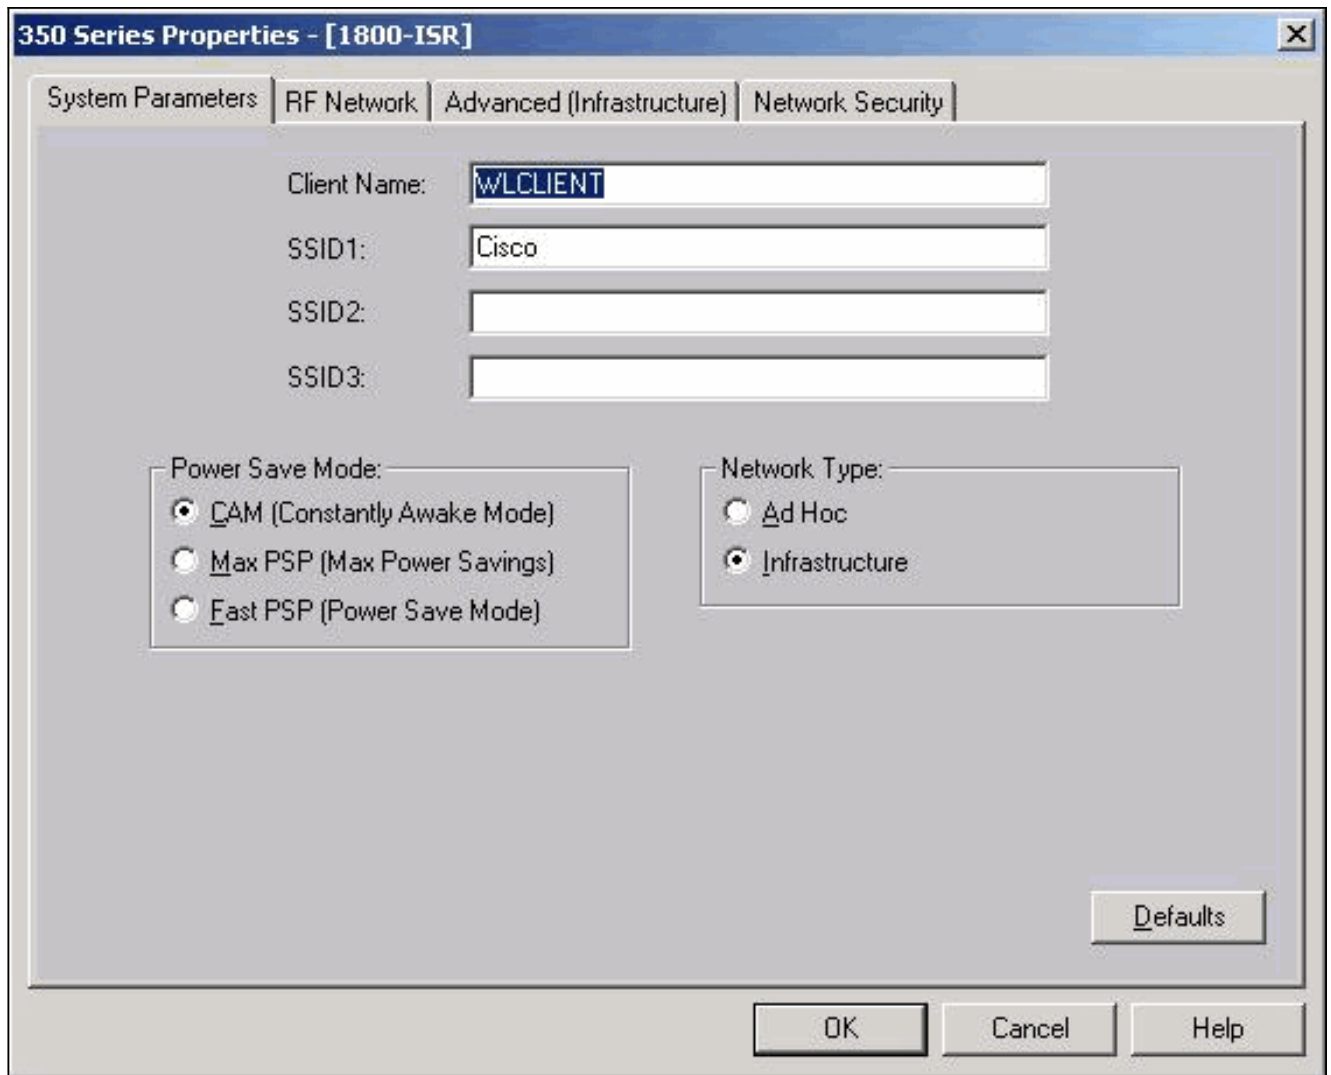 350 Series Properties - [1800-ISR]
System Parameters RF Network Advanced (Infrastructure) Network Security
Client Name: WLCLIENT
SSID1: Cisco
SSID2:
SSID3:
Power Save Mode:
CAM (Constantly Awake Mode)
Max PSP (Max Power Savings)
Fast PSP (Power Save Mode)
Network Type:
Ad Hoc
Infrastructure
Defaults
OK Cancel Help